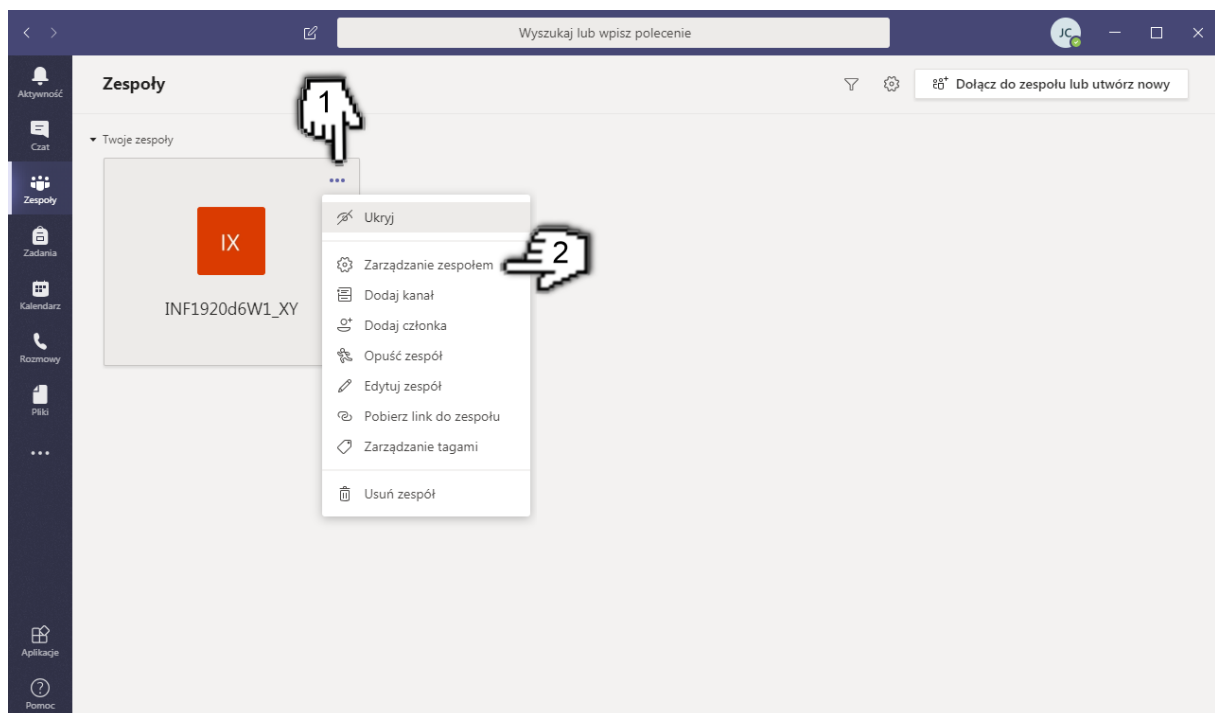 Wyszukaj lub wpisz polecenie
JC
Aktywność
Czat
Zespoły
Zadania
Kalendarz
Rozmowy
Pliki
Aplikacje
Pomoc
Zespoły
Dołącz do zespołu lub utwórz nowy
Twoje zespoły
1
IX
INF1920d6W1_XY
Ukryj
Zarządzanie zespołem
2
Dodaj kanał
Dodaj członka
Opuść zespół
Edytuj zespół
Pobierz link do zespołu
Zarządzanie tagami
Usuń zespół